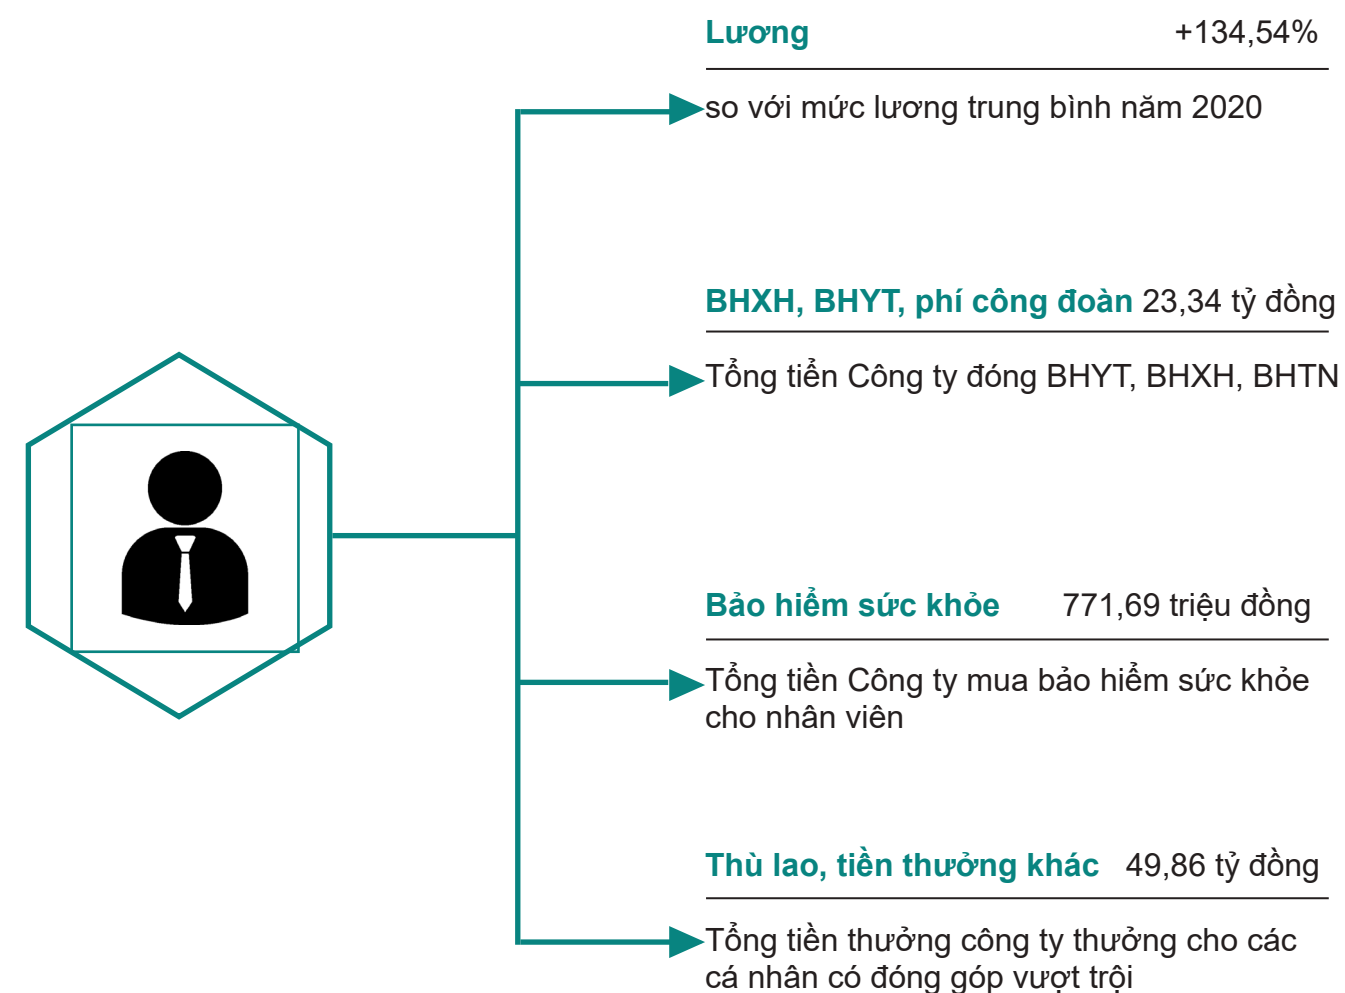 Lương +134,54%
so với mức lương trung bình năm 2020
BHXH, BHYT, phí công đoàn 23,34 tỷ đồng
Tổng tiển Công ty đóng BHYT, BHXH, BHTN
Bảo hiểm sức khỏe 771,69 triệu đồng
Tổng tiền Công ty mua bảo hiểm sức khỏe
cho nhân viên
Thù lao, tiền thưởng khác 49,86 tỷ đồng
Tổng tiền thưởng công ty thưởng cho các
cá nhân có đóng góp vượt trội